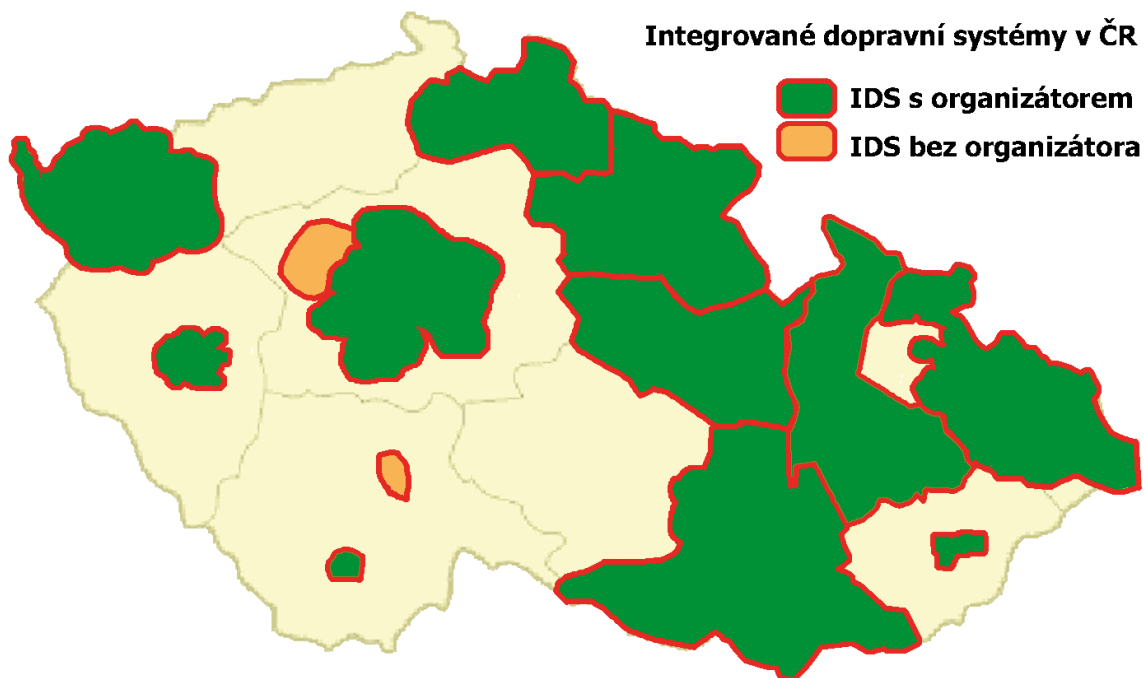 Integrované dopravní systémy v ČR
IDS s organizátorem
IDS bez organizátora